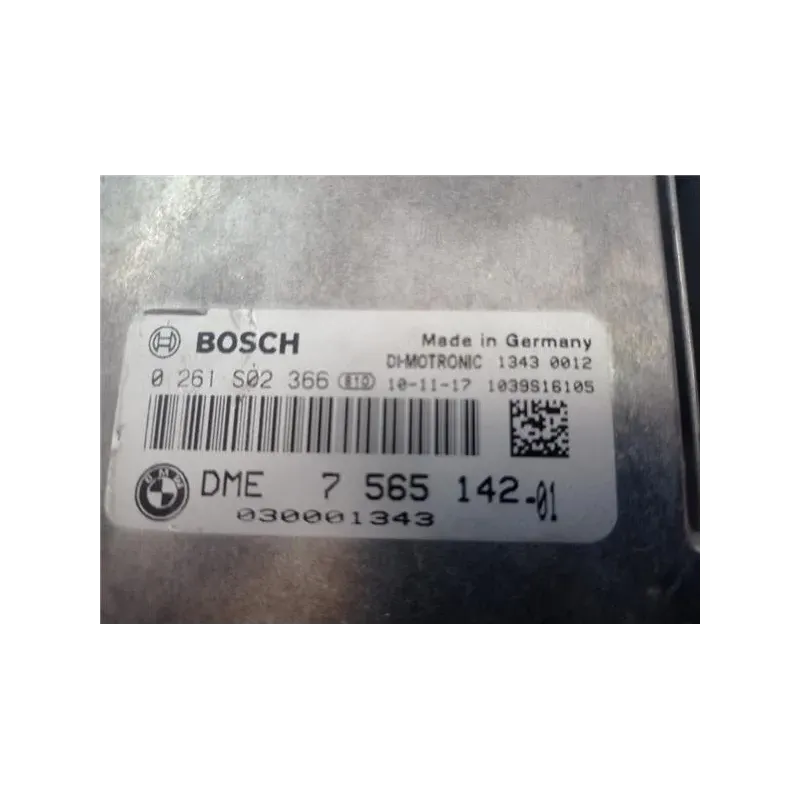 BOSCH Made in Germany
DI-MOTRONIC 1343 0012
0 261 S02 366 10-11-17 1039S16105
BMW DME 7 565 142-01
030001343